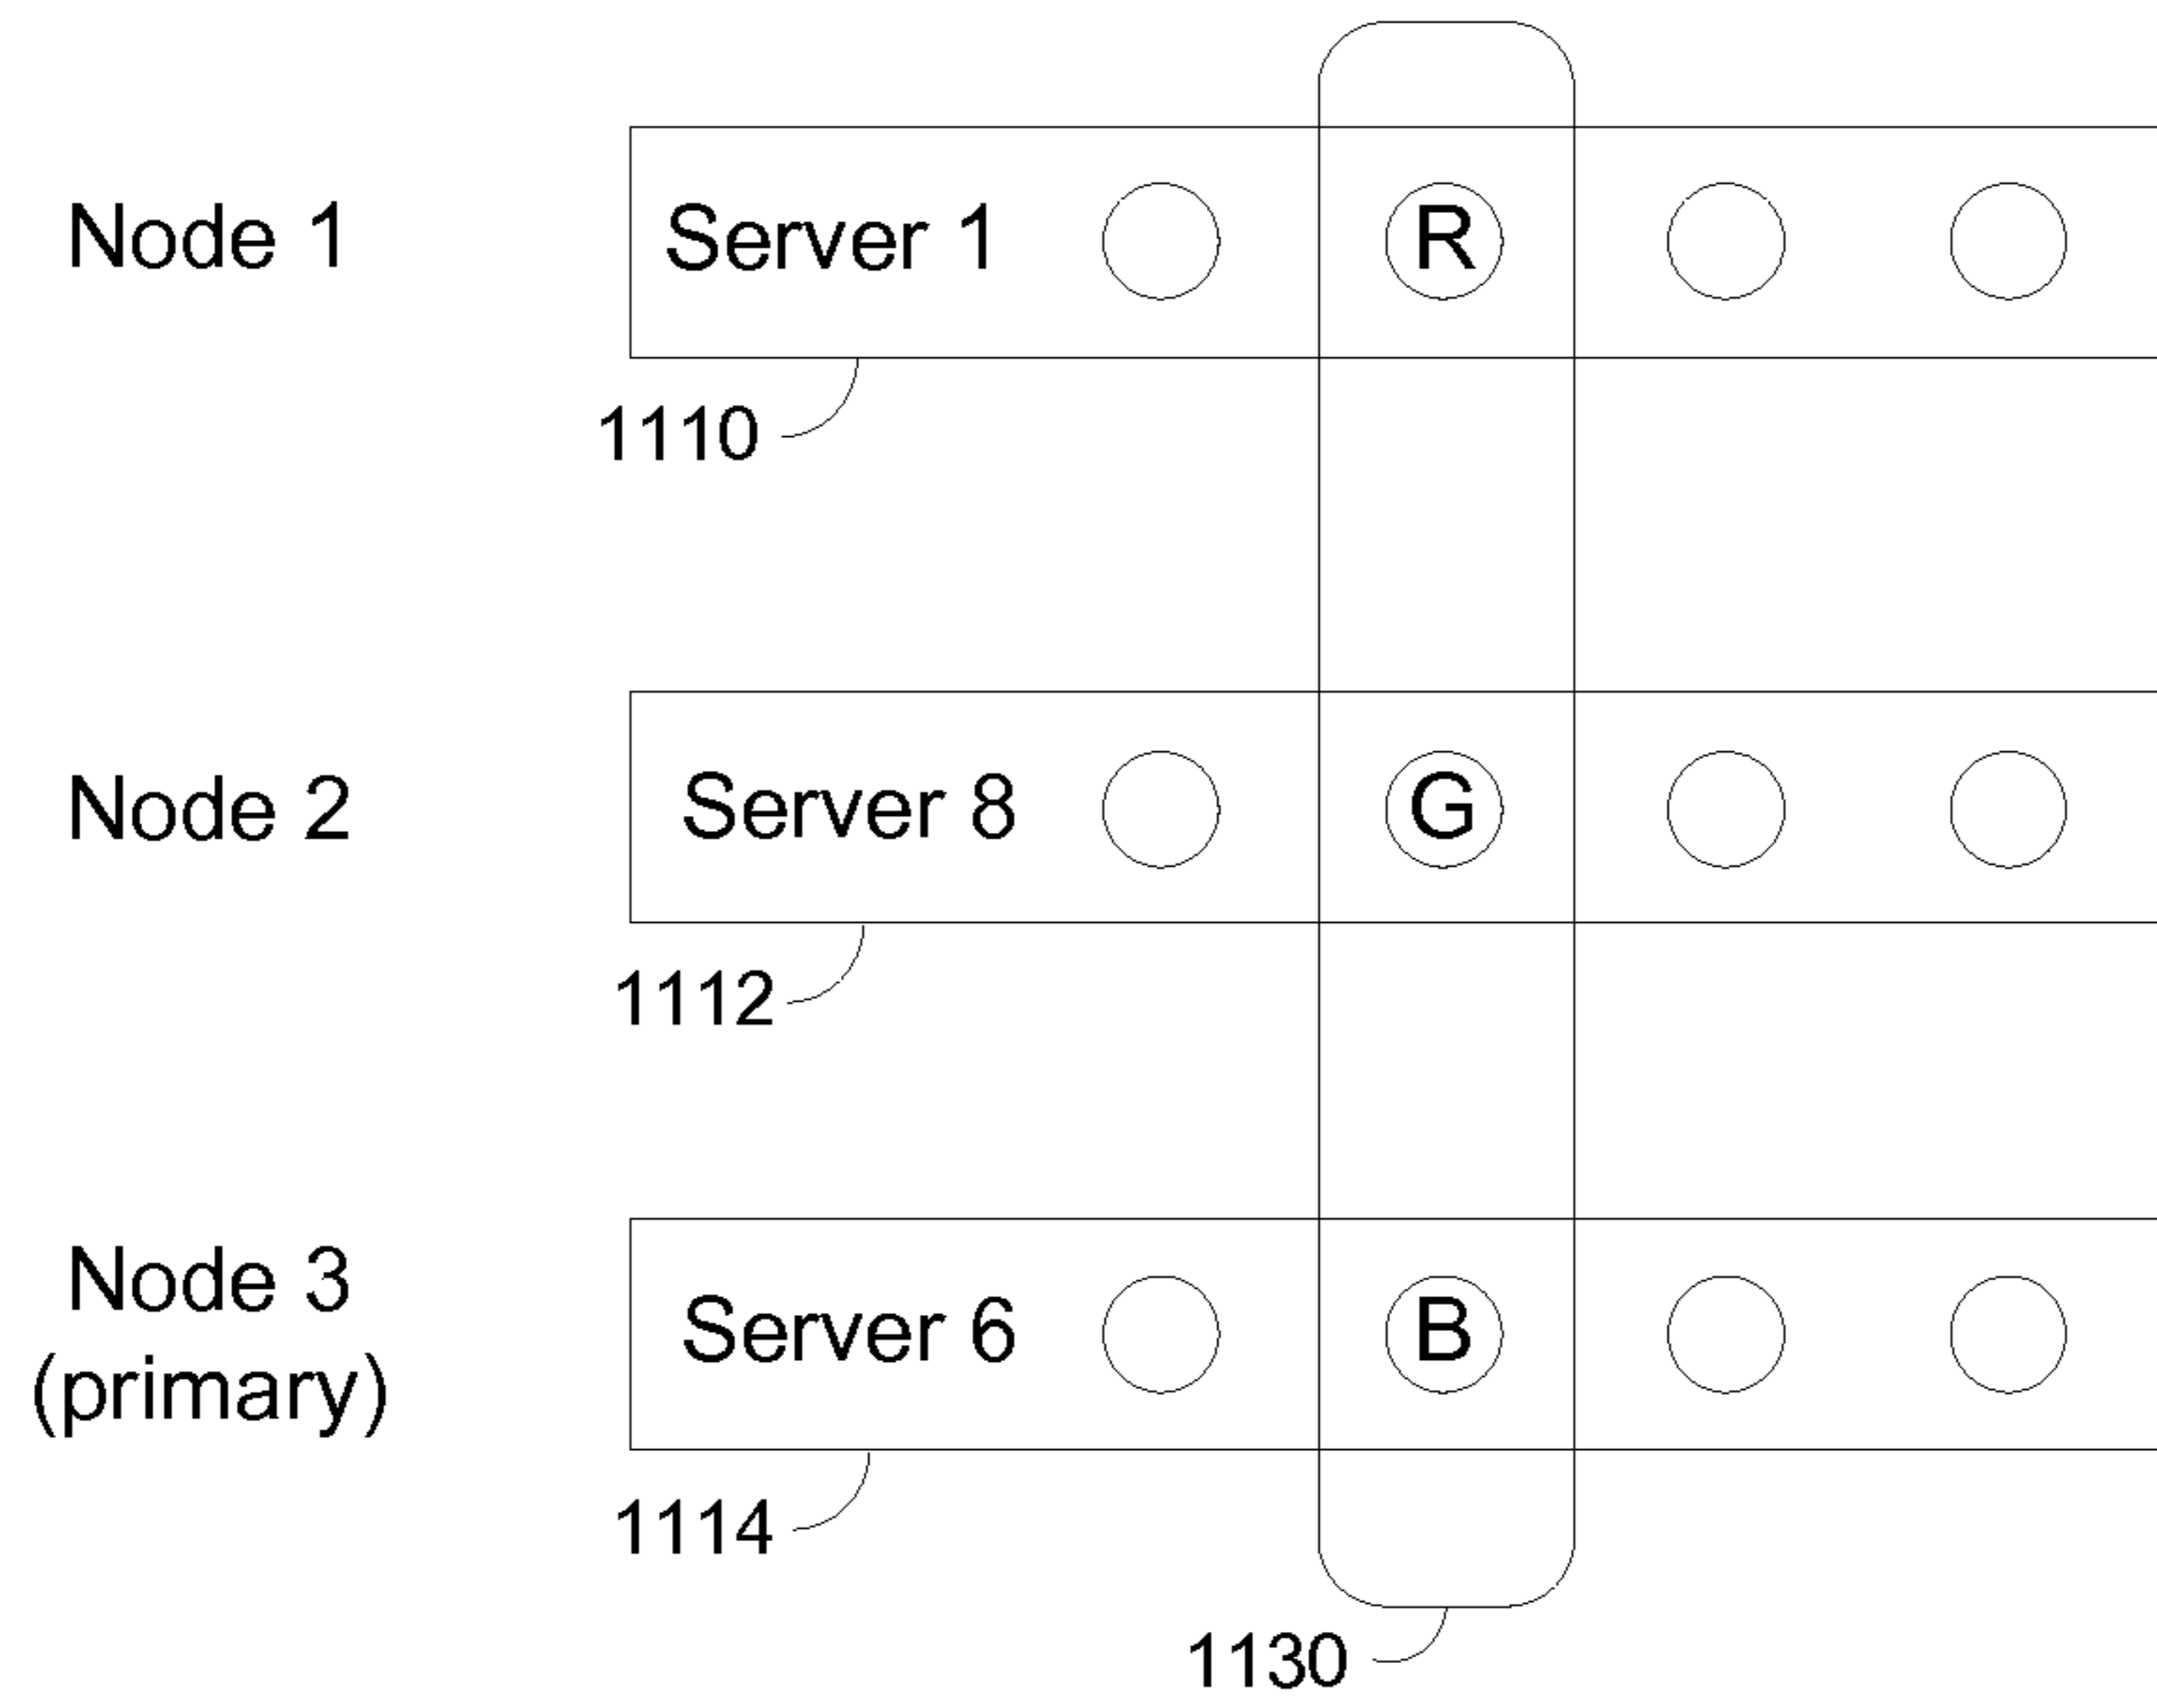 Node 1
Server 1
R
1110
Node 2
Server 8
G
1112
Node 3
(primary)
Server 6
B
1114
1130